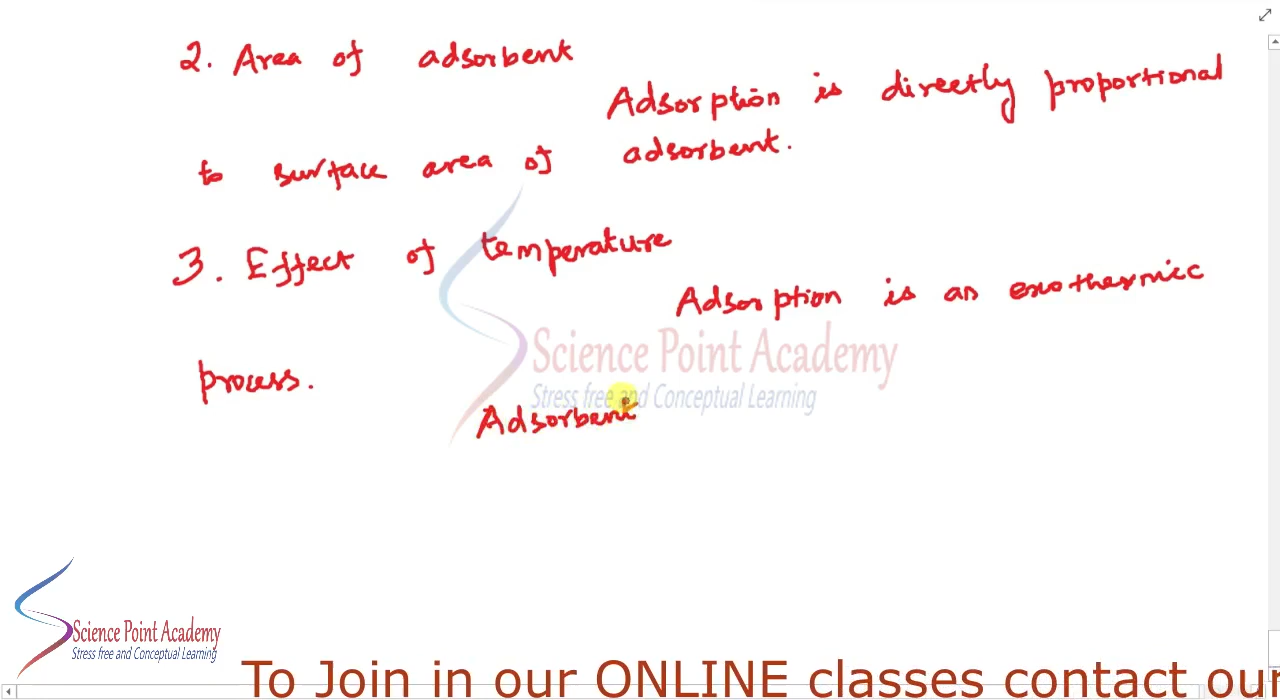 2. Area of adsorbent
Adsorption is directly proportional
to surface area of adsorbent.
3. Effect of temperature
Adsorption is an exothermic
process.
Science Point Academy
Stress free and Conceptual Learning
Adsorbent
Science Point Academy
Stress free and Conceptual Learning
To Join in our ONLINE classes contact our